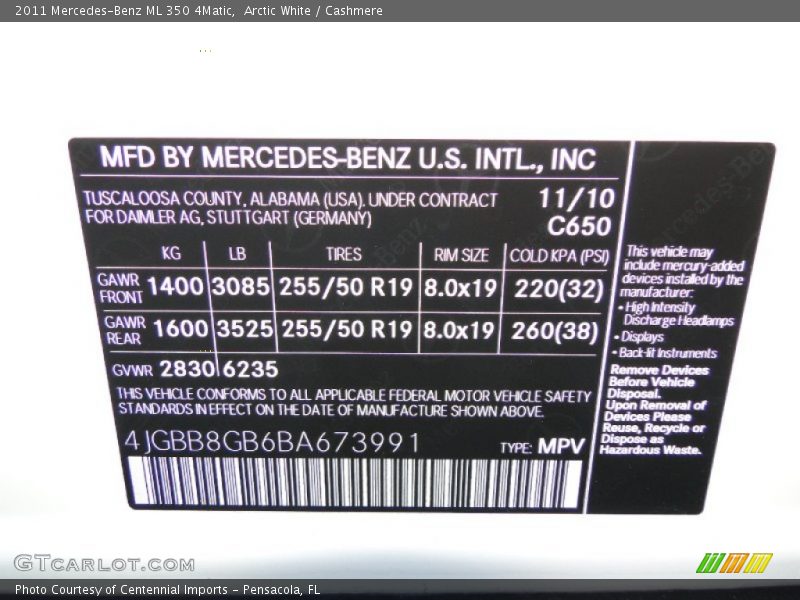 2011 Mercedes-Benz ML 350 4Matic, Arctic White / Cashmere
MFD BY MERCEDES-BENZ U.S. INTL., INC
TUSCALOOSA COUNTY, ALABAMA (USA). UNDER CONTRACT 11/10
FOR DAIMLER AG, STUTTGART (GERMANY) C650
KG LB TIRES RIM SIZE COLD KPA (PSI)
GAWR FRONT 1400 3085 255/50 R19 8.0x19 220(32)
GAWR REAR 1600 3525 255/50 R19 8.0x19 260(38)
GVWR 2830 6235
THIS VEHICLE CONFORMS TO ALL APPLICABLE FEDERAL MOTOR VEHICLE SAFETY
STANDARDS IN EFFECT ON THE DATE OF MANUFACTURE SHOWN ABOVE.
4JGBB8GB6BA673991 TYPE: MPV
This vehicle may
include mercury-added
devices installed by the
manufacturer:
• High Intensity
Discharge Headlamps
• Displays
• Back-lit Instruments
Remove Devices
Before Vehicle
Disposal.
Upon Removal of
Devices Please
Reuse, Recycle or
Dispose as
Hazardous Waste.
GTCARLOT.COM
Photo Courtesy of Centennial Imports - Pensacola, FL